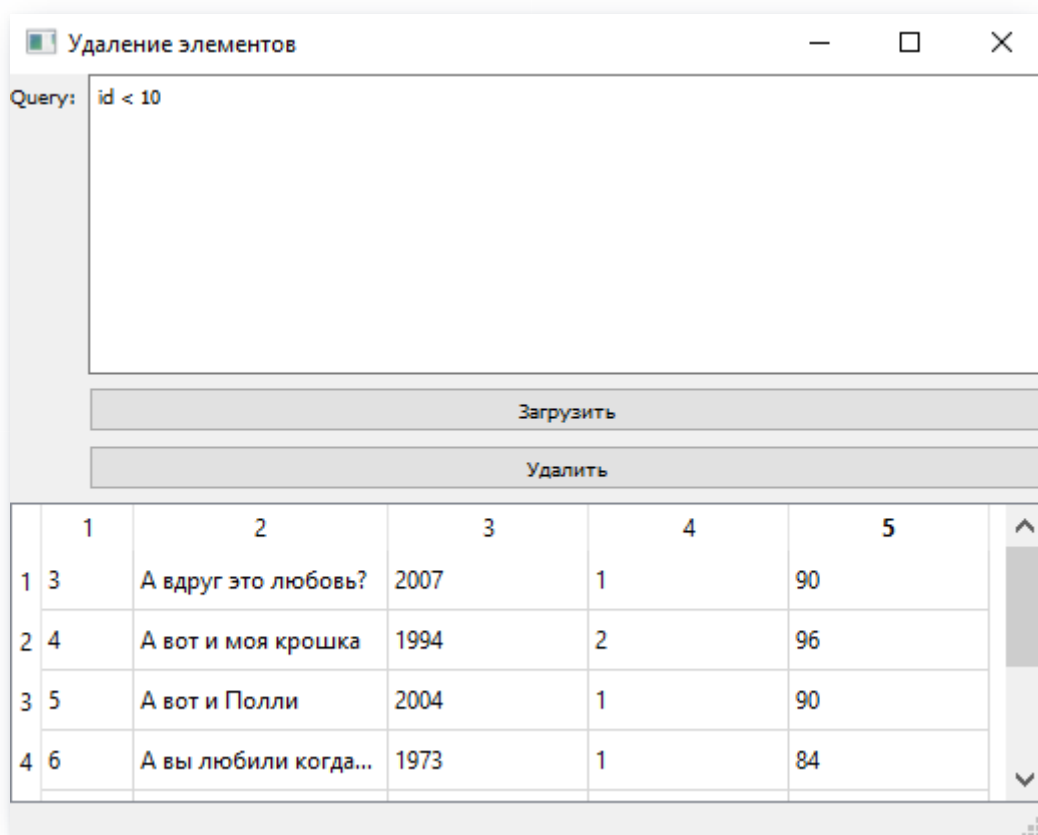 Удаление элементов
Query: id < 10
Загрузить
Удалить
1 2 3 4 5
1 3 А вдруг это любовь? 2007 1 90
2 4 А вот и моя крошка 1994 2 96
3 5 А вот и Полли 2004 1 90
4 6 А вы любили когда... 1973 1 84